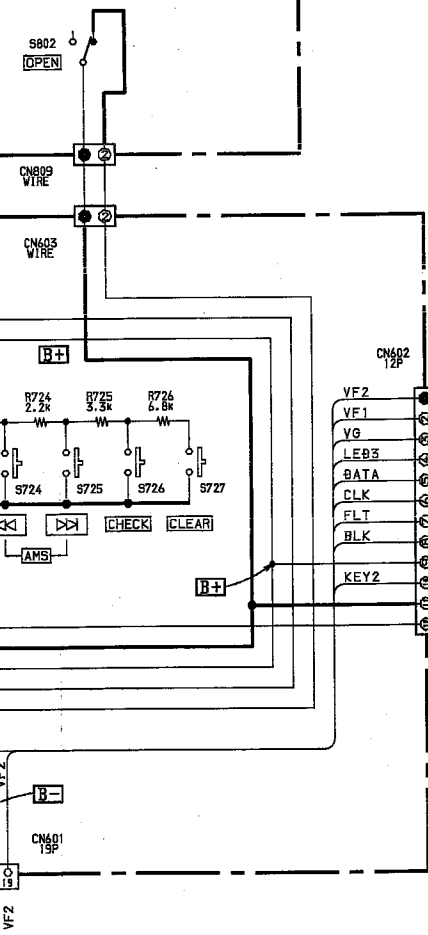 S802
OPEN
2
CN809
WIRE
2
CN603
WIRE
B+
CN602
12P
R724
2.2k
R725
3.3k
R726
6.8k
VF2
VF1
VG
LED3
DATA
CLK
FLT
BLK
KEY2
S724
S725
S726
S727
CHECK
CLEAR
AMS
B+
VF2
B-
CN601
19P
19
VF2